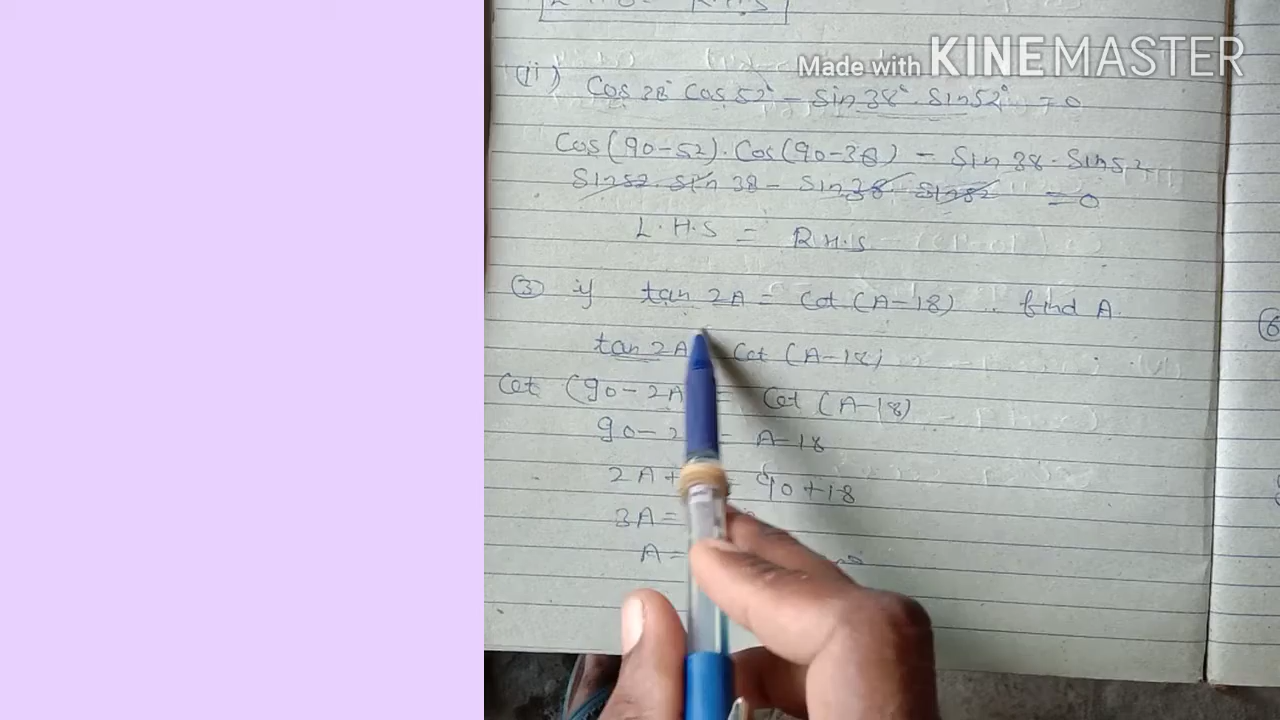 Made with KINEMASTER
(ii) Cos 38° Cos 52° - Sin 38° . Sin 52° = 0
Cos (90-52) . Cos (90-38) - Sin 38 . Sin 52
Sin 52 . Sin 38 - Sin 38 . Sin 52 = 0
L.H.S = R.H.S
(3) if tan 2A = Cot (A-18) . find A.
tan 2A Cot (A-18)
Cot (90-2A) = Cot (A-18)
90-2 = A-18
2A+ = 90+18
3A =
A =
(6